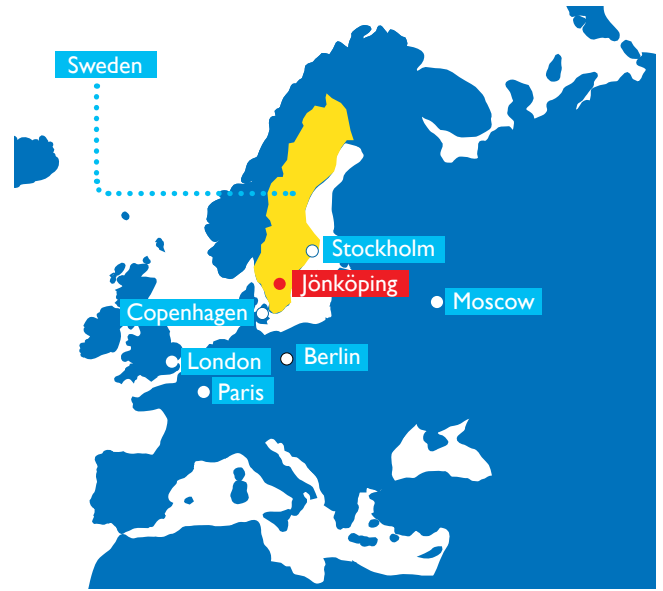 Sweden
Stockholm
Jönköping
Moscow
Copenhagen
London
Berlin
Paris